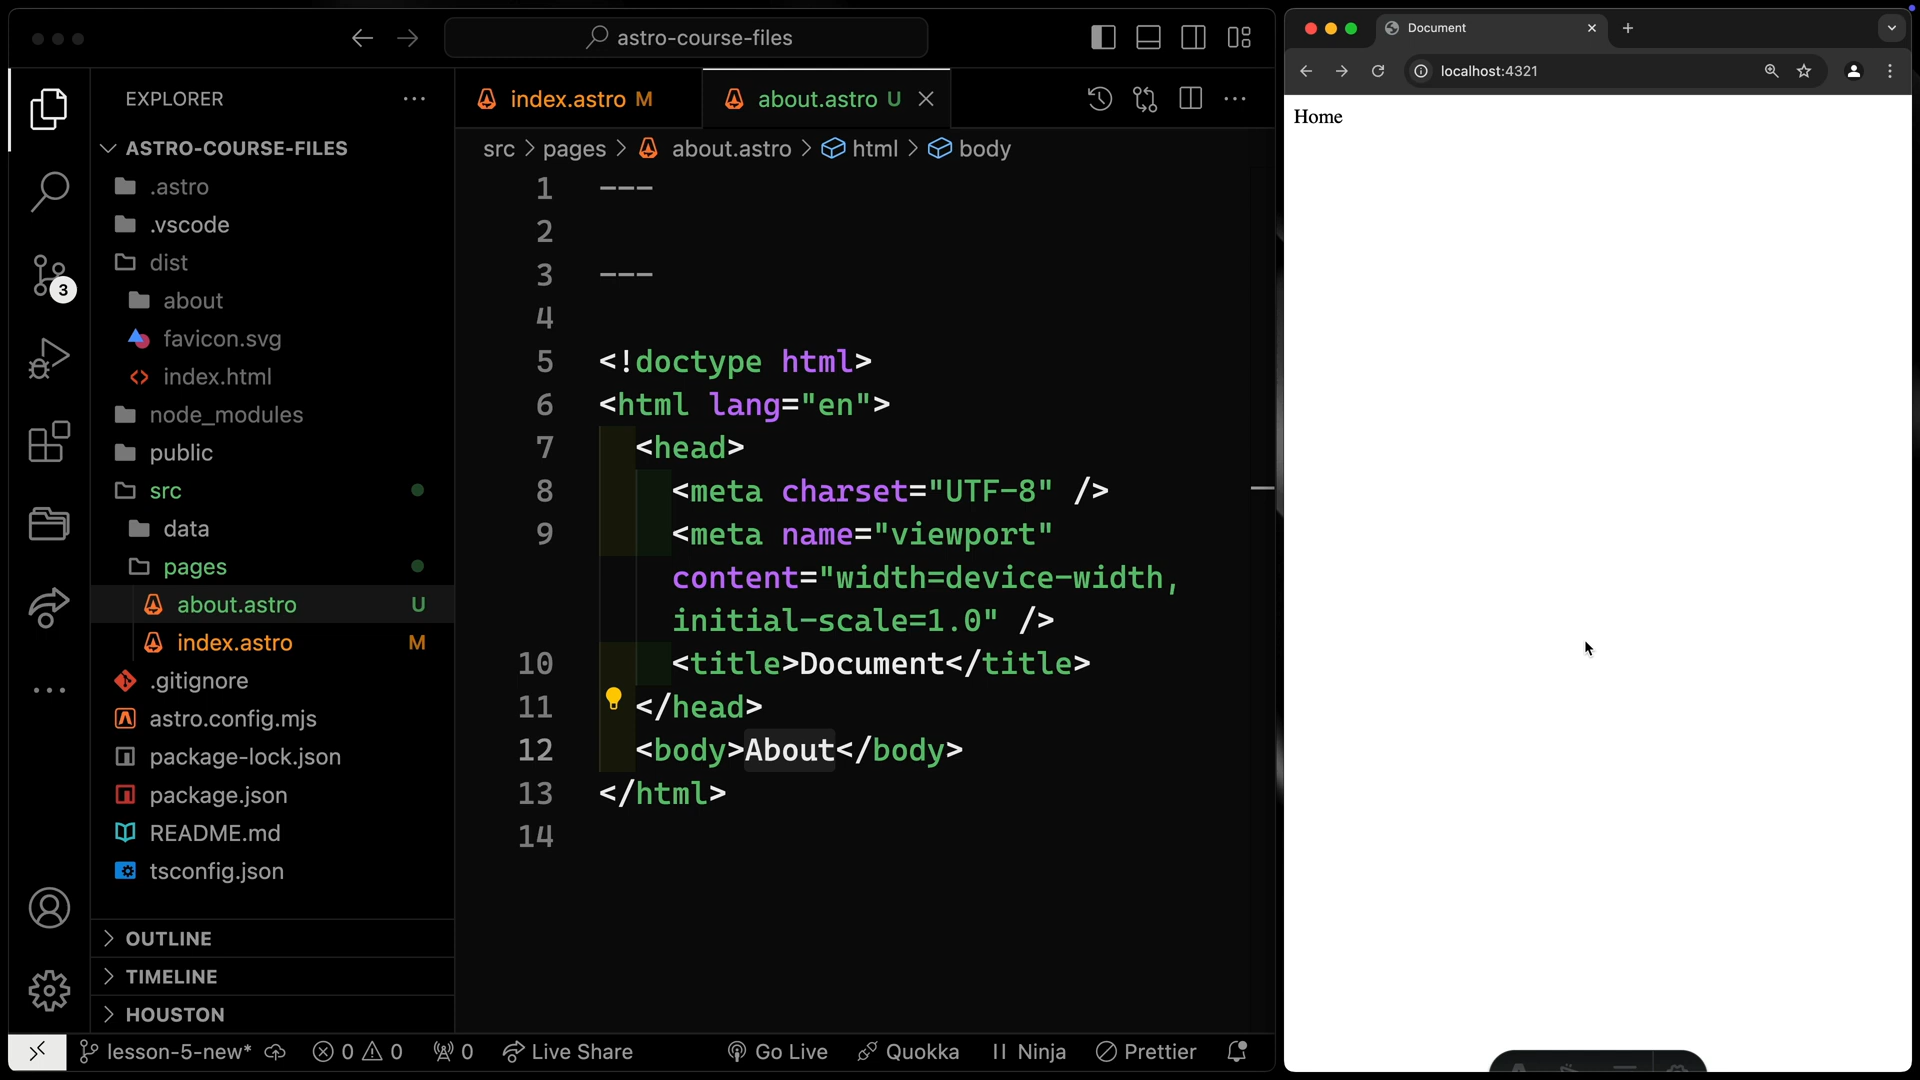 astro-course-files
EXPLORER
ASTRO-COURSE-FILES
.astro
.vscode
dist
about
favicon.svg
index.html
node_modules
public
src
data
pages
about.astro U
index.astro M
.gitignore
astro.config.mjs
package-lock.json
package.json
README.md
tsconfig.json
OUTLINE
TIMELINE
HOUSTON
3
index.astro M
about.astro U
src > pages > about.astro > html > body
1 ---
2
3 ---
4
5 <!doctype html>
6 <html lang="en">
7 <head>
8 <meta charset="UTF-8" />
9 <meta name="viewport"
content="width=device-width,
initial-scale=1.0" />
10 <title>Document</title>
11 </head>
12 <body>About</body>
13 </html>
14
lesson-5-new* 0 0 0 Live Share Go Live Quokka Ninja Prettier
Document
localhost:4321
Home